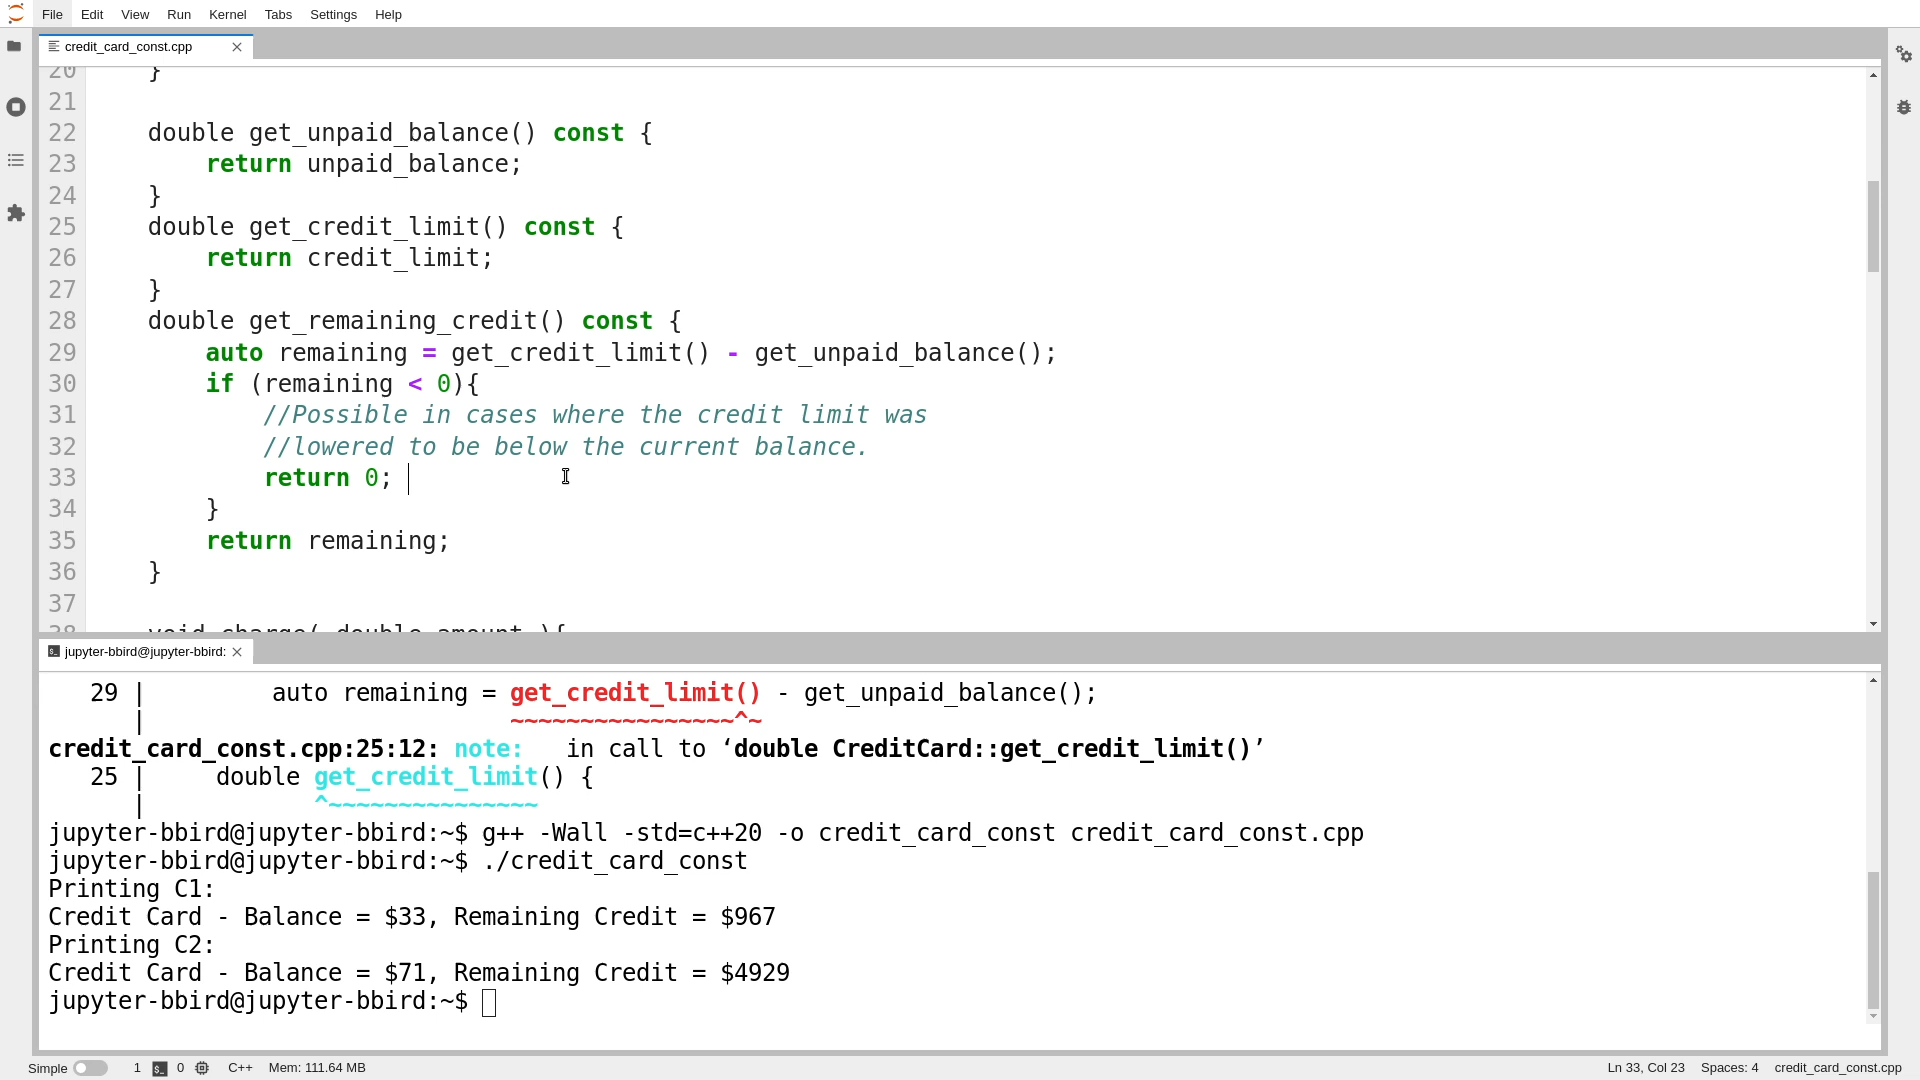 File Edit View Run Kernel Tabs Settings Help
credit_card_const.cpp
20     }
21
22     double get_unpaid_balance() const {
23         return unpaid_balance;
24     }
25     double get_credit_limit() const {
26         return credit_limit;
27     }
28     double get_remaining_credit() const {
29         auto remaining = get_credit_limit() - get_unpaid_balance();
30         if (remaining < 0){
31             //Possible in cases where the credit limit was
32             //lowered to be below the current balance.
33             return 0;
34         }
35         return remaining;
36     }
37
38     void charge( double amount ){
jupyter-bbird@jupyter-bbird:
   29 |         auto remaining = get_credit_limit() - get_unpaid_balance();
      |                          ~~~~~~~~~~~~~~~~^~
credit_card_const.cpp:25:12: note:   in call to ‘double CreditCard::get_credit_limit()’
   25 |     double get_credit_limit() {
      |            ^~~~~~~~~~~~~~~~
jupyter-bbird@jupyter-bbird:~$ g++ -Wall -std=c++20 -o credit_card_const credit_card_const.cpp
jupyter-bbird@jupyter-bbird:~$ ./credit_card_const
Printing C1:
Credit Card - Balance = $33, Remaining Credit = $967
Printing C2:
Credit Card - Balance = $71, Remaining Credit = $4929
jupyter-bbird@jupyter-bbird:~$
Simple 1 0 C++ Mem: 111.64 MB Ln 33, Col 23 Spaces: 4 credit_card_const.cpp